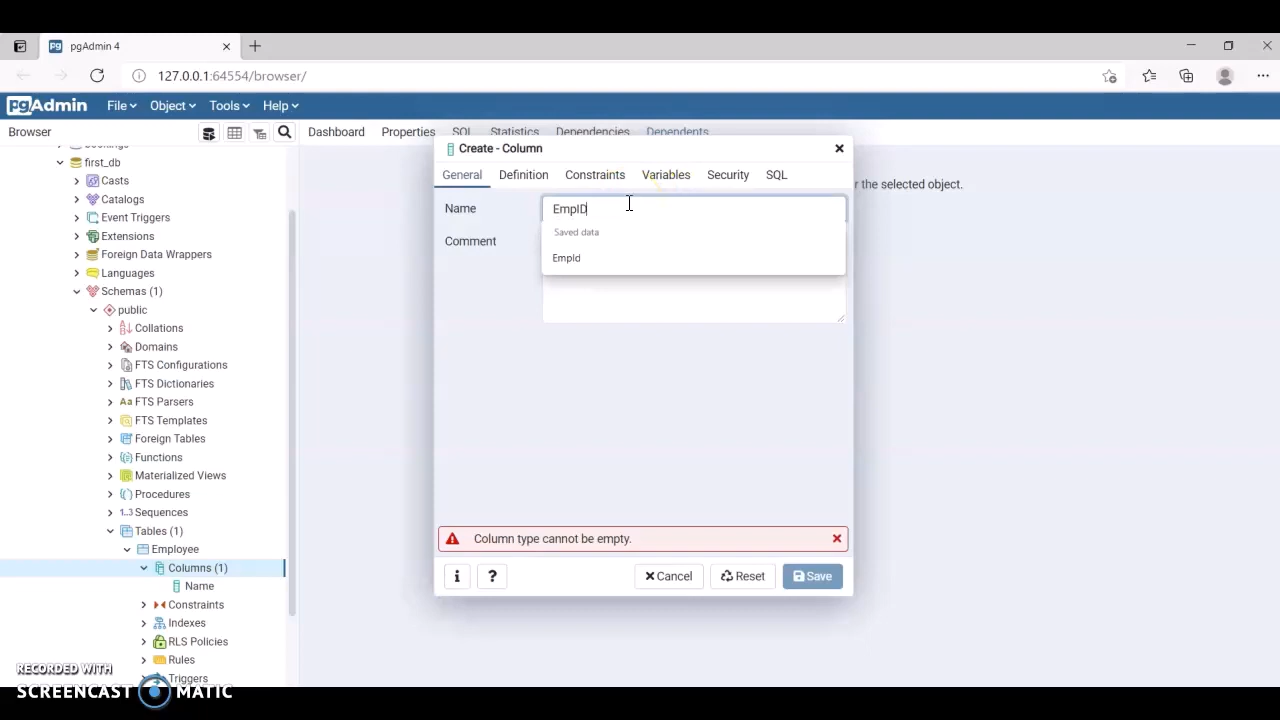 pgAdmin 4
127.0.0.1:64554/browser/
pgAdmin File Object Tools Help
Browser Dashboard Properties SQL Statistics Dependencies Dependents
first_db
Casts
Catalogs
Event Triggers
Extensions
Foreign Data Wrappers
Languages
Schemas (1)
public
Collations
Domains
FTS Configurations
FTS Dictionaries
Aa FTS Parsers
FTS Templates
Foreign Tables
Functions
Materialized Views
Procedures
1..3 Sequences
Tables (1)
Employee
Columns (1)
Name
Constraints
Indexes
RLS Policies
Rules
Triggers
Create - Column
General Definition Constraints Variables Security SQL
Name EmpID
Saved data
EmpId
Comment
r the selected object.
Column type cannot be empty.
i ? Cancel Reset Save
RECORDED WITH
SCREENCAST MATIC